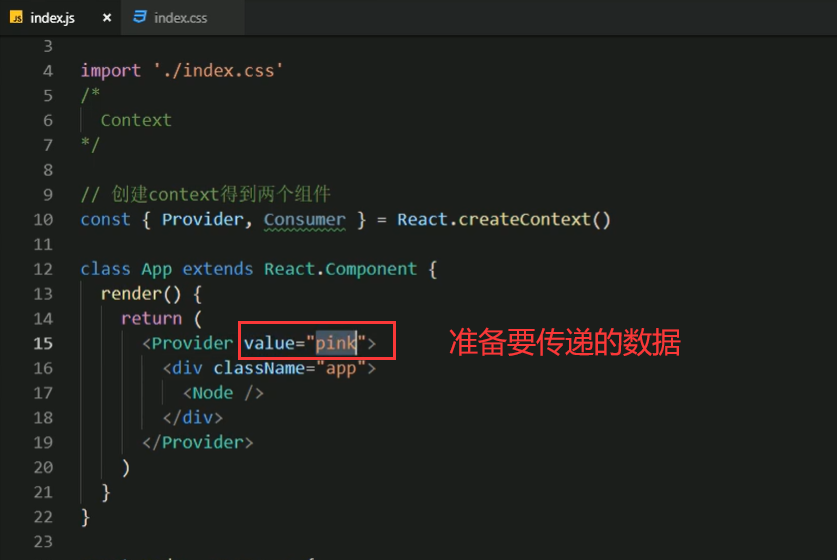 JS index.js × index.css
3
4 import './index.css'
5 /*
6 Context
7 */
8
9 // 创建context得到两个组件
10 const { Provider, Consumer } = React.createContext()
11
12 class App extends React.Component {
13 render() {
14 return (
15 <Provider value="pink"> 准备要传递的数据
16 <div className="app">
17 <Node />
18 </div>
19 </Provider>
20 )
21 }
22 }
23